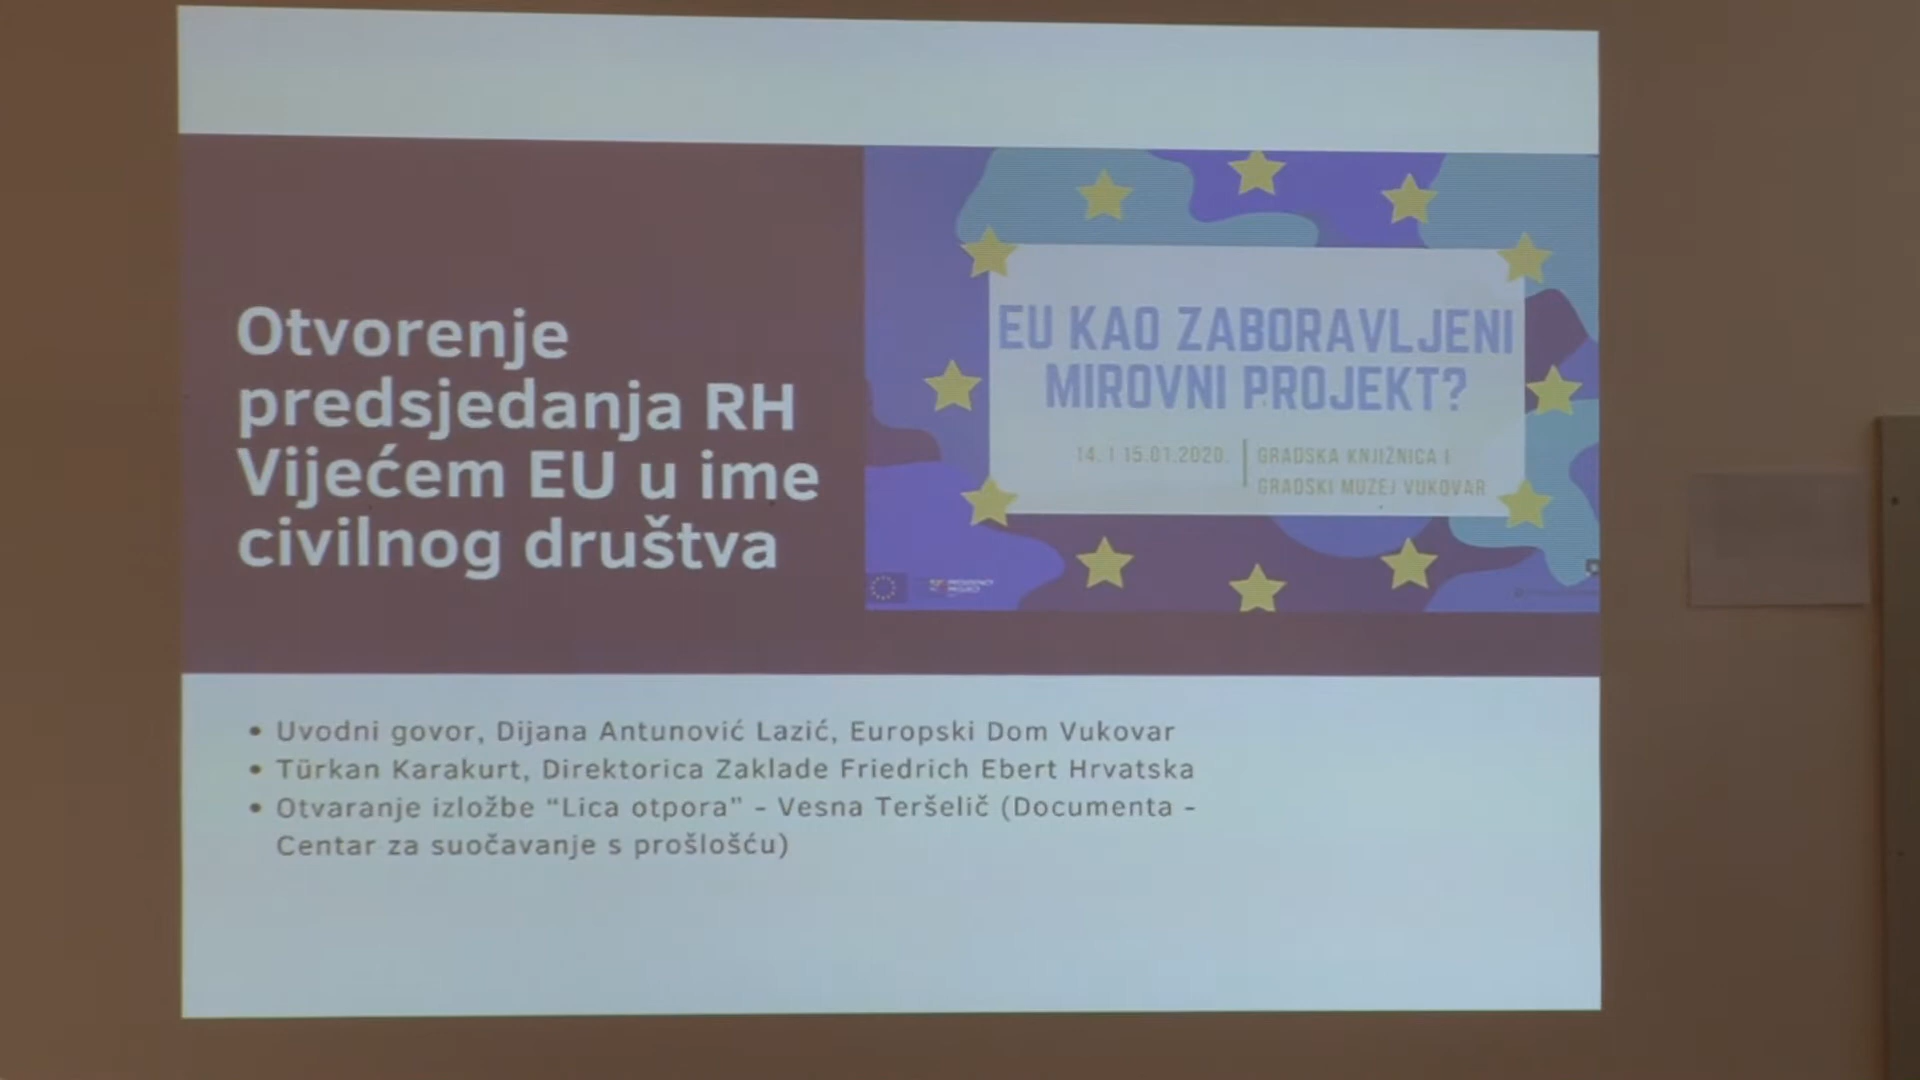 Otvorenje
predsjedanja RH
Vijećem EU u ime
civilnog društva
EU KAO ZABORAVLJENI
MIROVNI PROJEKT?
14. I 15.01.2020.
GRADSKA KNJIŽNICA I
GRADSKI MUZEJ VUKOVAR
• Uvodni govor, Dijana Antunović Lazić, Europski Dom Vukovar
• Türkan Karakurt, Direktorica Zaklade Friedrich Ebert Hrvatska
• Otvaranje izložbe “Lica otpora” – Vesna Teršelič (Documenta –
Centar za suočavanje s prošlošću)